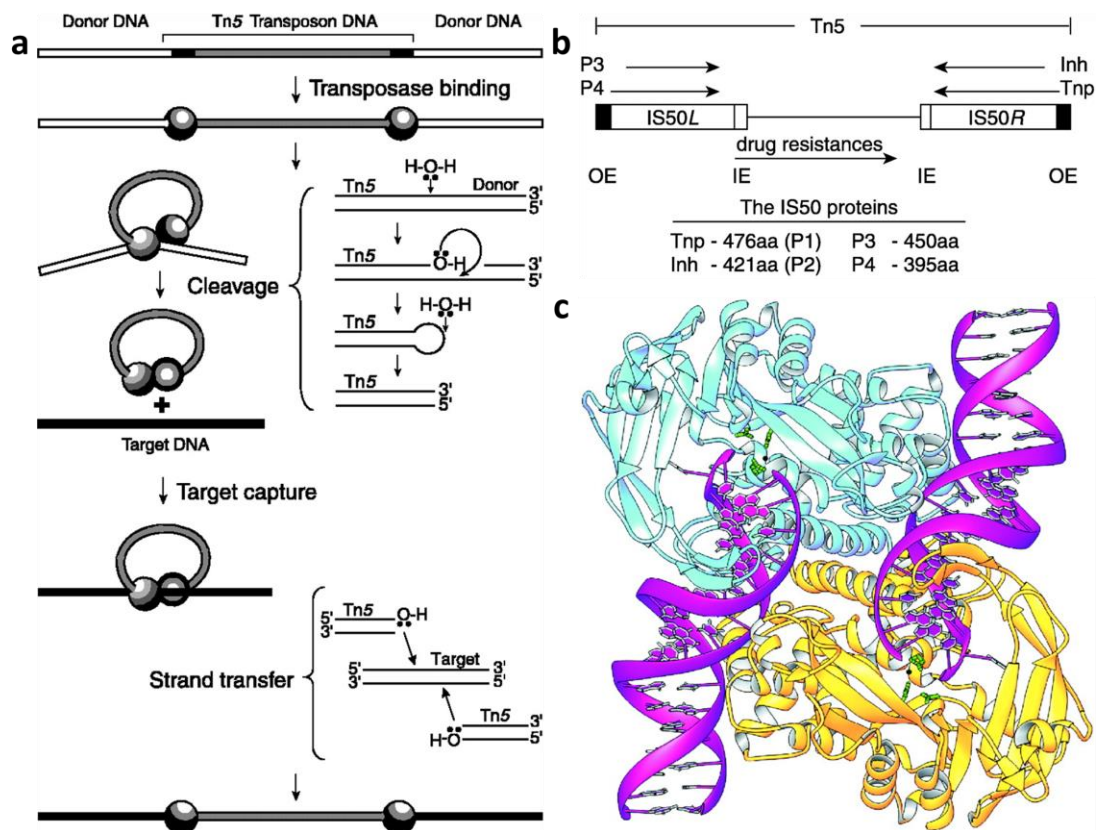 a
Donor DNA Tn5 Transposon DNA Donor DNA
Transposase binding
Cleavage
H-O-H
Tn5 Donor 3'
5'
Tn5 O-H 3'
5'
H-O-H
Tn5
Tn5 3'
5'
+
Target DNA
Target capture
Strand transfer
5' Tn5 O-H
3'
5' Target 3'
3' 5'
Tn5 3'
H-O 5'
b
Tn5
P3 Inh
P4 Tnp
IS50L IS50R
drug resistances
OE IE IE OE
The IS50 proteins
Tnp - 476aa (P1) P3 - 450aa
Inh - 421aa (P2) P4 - 395aa
c